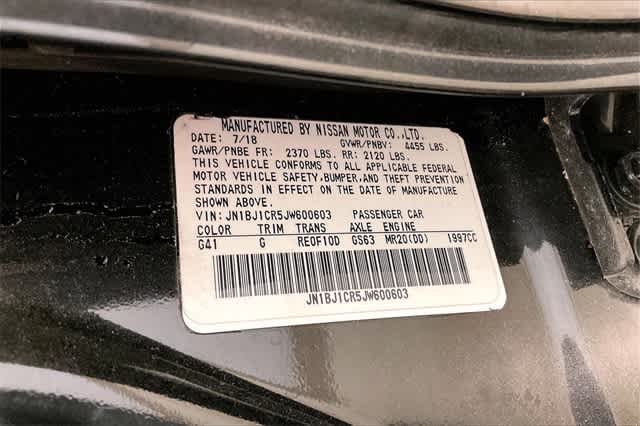 MANUFACTURED BY NISSAN MOTOR CO.,LTD.
DATE: 7/18 GVWR/PNBV: 4455 LBS.
GAWR/PNBE FR: 2370 LBS. RR: 2120 LBS.
THIS VEHICLE CONFORMS TO ALL APPLICABLE FEDERAL
MOTOR VEHICLE SAFETY,BUMPER,AND THEFT PREVENTION
STANDARDS IN EFFECT ON THE DATE OF MANUFACTURE
SHOWN ABOVE.
VIN: JN1BJ1CR5JW600603 PASSENGER CAR
COLOR TRIM TRANS AXLE ENGINE
G41 G RE0F10D GS63 MR20(DD) 1997CC
JN1BJ1CR5JW600603